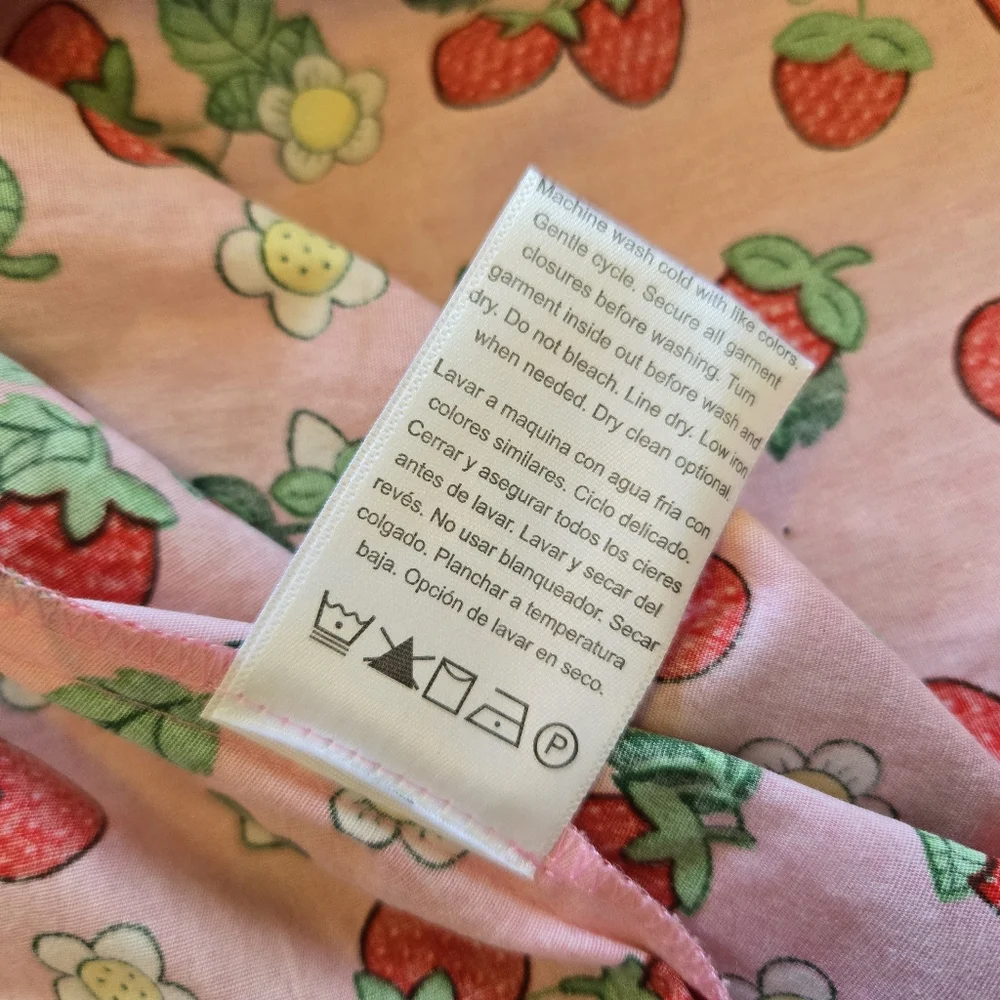 Machine wash cold with like colors.
Gentle cycle. Secure all garment
closures before washing. Turn
garment inside out before wash and
dry. Do not bleach. Line dry. Low iron
when needed. Dry clean optional.
Lavar a maquina con agua fria con
colores similares. Ciclo delicado.
Cerrar y asegurar todos los cieres
antes de lavar. Lavar y secar del
revés. No usar blanqueador. Secar
colgado. Planchar a temperatura
baja. Opción de lavar en seco.
P